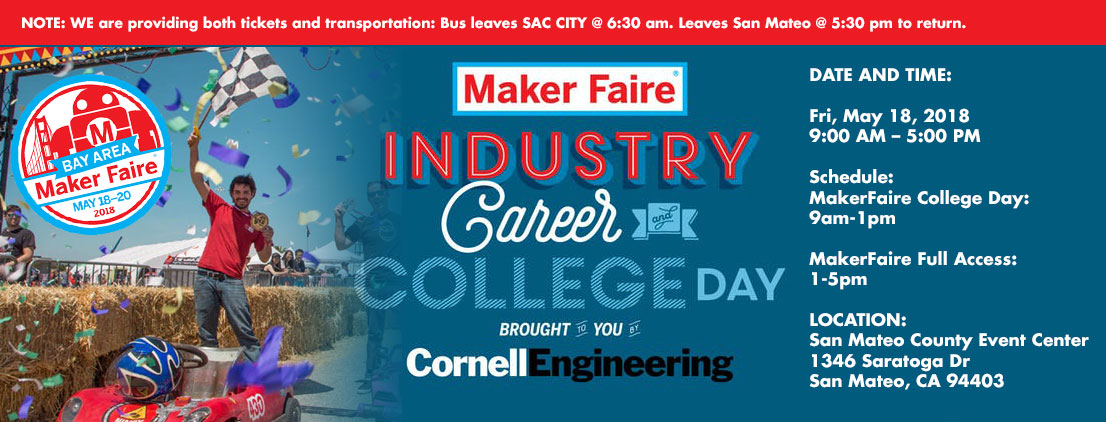 NOTE: WE are providing both tickets and transportation: Bus leaves SAC CITY @ 6:30 am. Leaves San Mateo @ 5:30 pm to return.
M
BAY AREA
Maker Faire
MAY 18–20
2018
430
Maker Faire®
INDUSTRY
Career and
COLLEGE DAY
BROUGHT TO YOU BY
CornellEngineering
DATE AND TIME:
Fri, May 18, 2018
9:00 AM – 5:00 PM
Schedule:
MakerFaire College Day:
9am-1pm
MakerFaire Full Access:
1-5pm
LOCATION:
San Mateo County Event Center
1346 Saratoga Dr
San Mateo, CA 94403